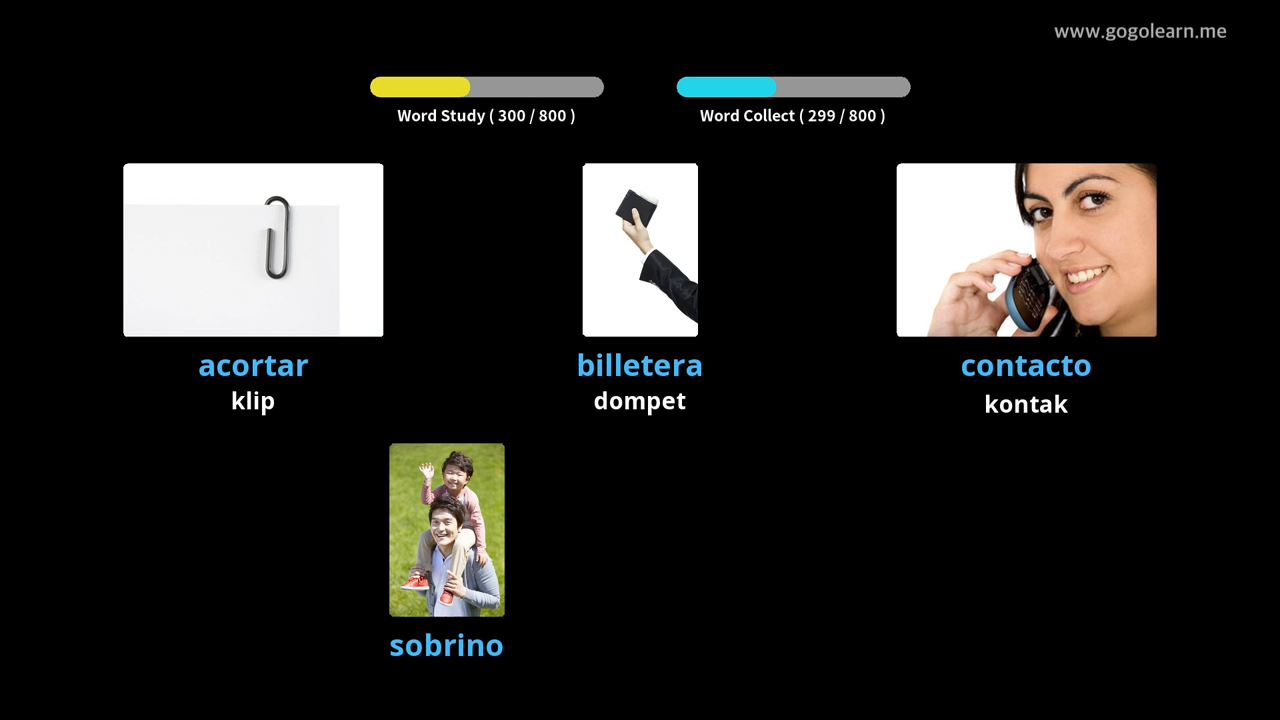 www.gogolearn.me
Word Study ( 300 / 800 )
Word Collect ( 299 / 800 )
acortar
klip
billetera
dompet
contacto
kontak
sobrino